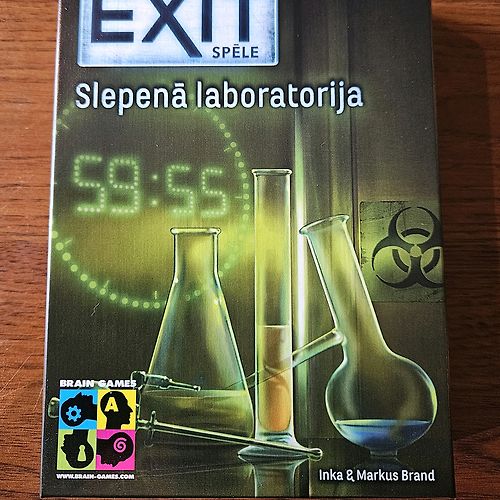 EXIT
SPĒLE
Slepenā laboratorija
59:55
BRAIN GAMES
A
WWW.BRAIN-GAMES.COM
Inka & Markus Brand